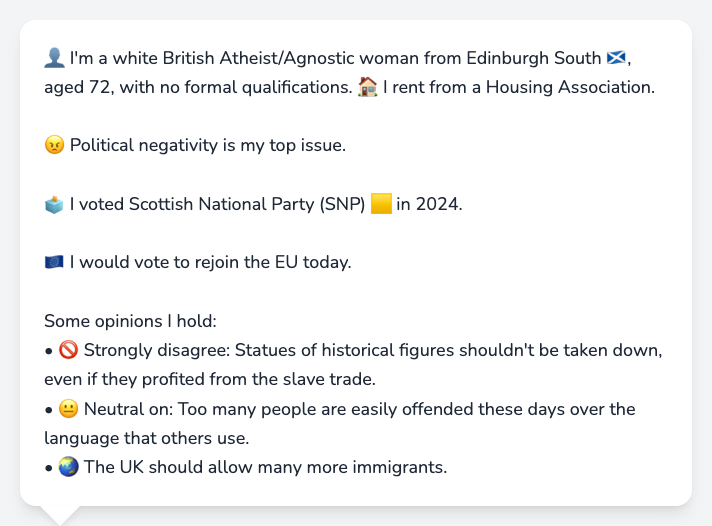 👤 I'm a white British Atheist/Agnostic woman from Edinburgh South 🏴󠁧󠁢󠁳󠁣󠁴󠁿,
aged 72, with no formal qualifications. 🏠 I rent from a Housing Association.
😠 Political negativity is my top issue.
🗳️ I voted Scottish National Party (SNP) 🟨 in 2024.
🇪🇺 I would vote to rejoin the EU today.
Some opinions I hold:
• 🚫 Strongly disagree: Statues of historical figures shouldn't be taken down,
even if they profited from the slave trade.
• 😐 Neutral on: Too many people are easily offended these days over the
language that others use.
• 🌏 The UK should allow many more immigrants.